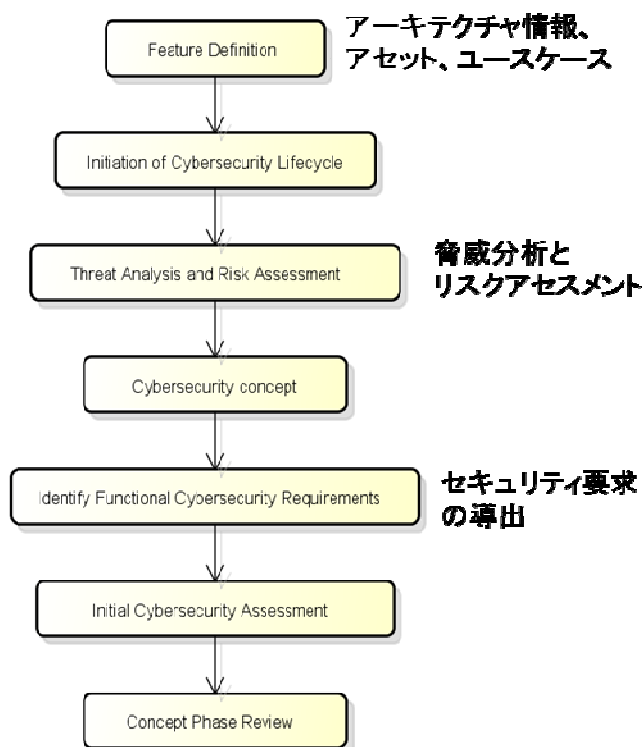 Feature Definition
アーキテクチャ情報、
アセット、ユースケース
Initiation of Cybersecurity Lifecycle
Threat Analysis and Risk Assessment
脅威分析と
リスクアセスメント
Cybersecurity concept
Identify Functional Cybersecurity Requirements
セキュリティ要求
の導出
Initial Cybersecurity Assessment
Concept Phase Review